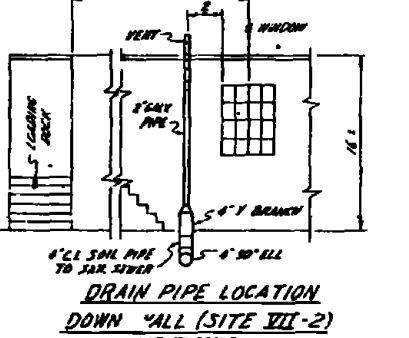 2
VENT
WINDOW
LOADING
DOCK
2" GALV
PIPE
16'±
4" Y BRANCH
4" C.I. SOIL PIPE
TO SAN. SEWER
4" 90° ELL
DRAIN PIPE LOCATION
DOWN WALL (SITE VII-2)